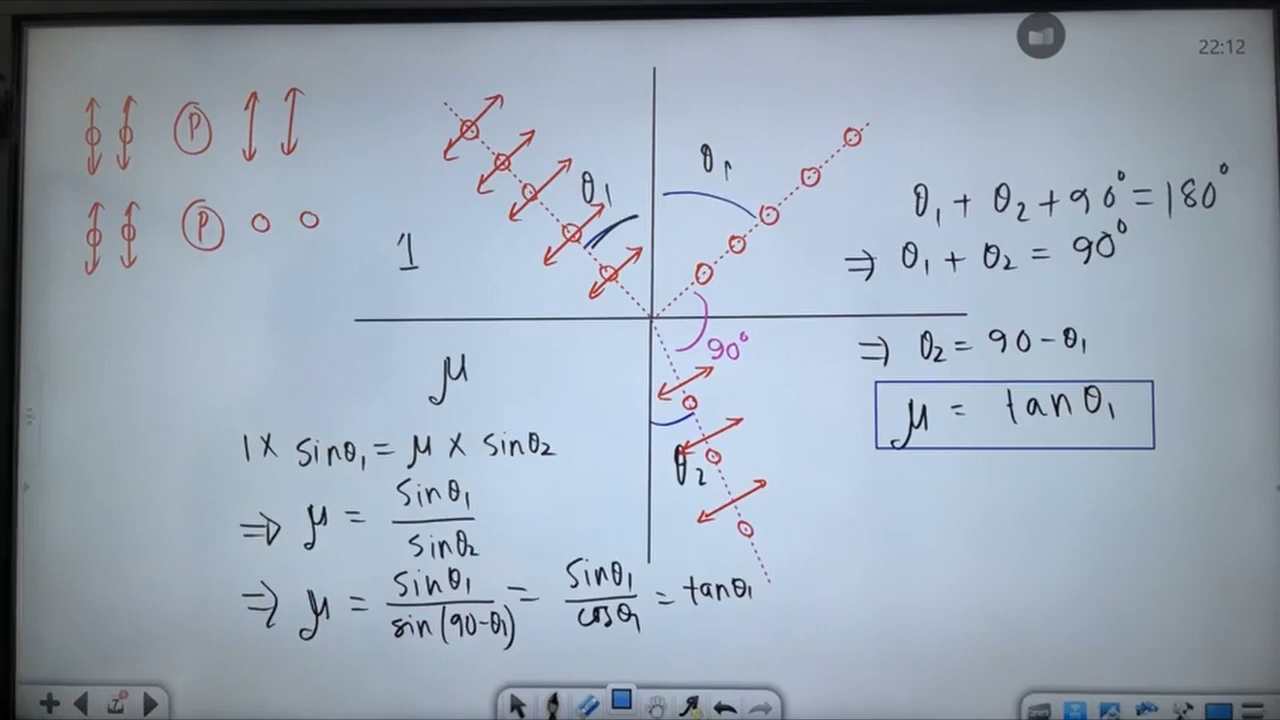 22:12
P
P
θ₁
θ₁
1
μ
90°
θ₂
1 × sinθ₁ = μ × sinθ₂
⇒ μ = sinθ₁ / sinθ₂
⇒ μ = sinθ₁ / sin(90-θ₁) = sinθ₁ / cosθ₁ = tanθ₁
θ₁ + θ₂ + 90° = 180°
⇒ θ₁ + θ₂ = 90°
⇒ θ₂ = 90 - θ₁
μ = tanθ₁